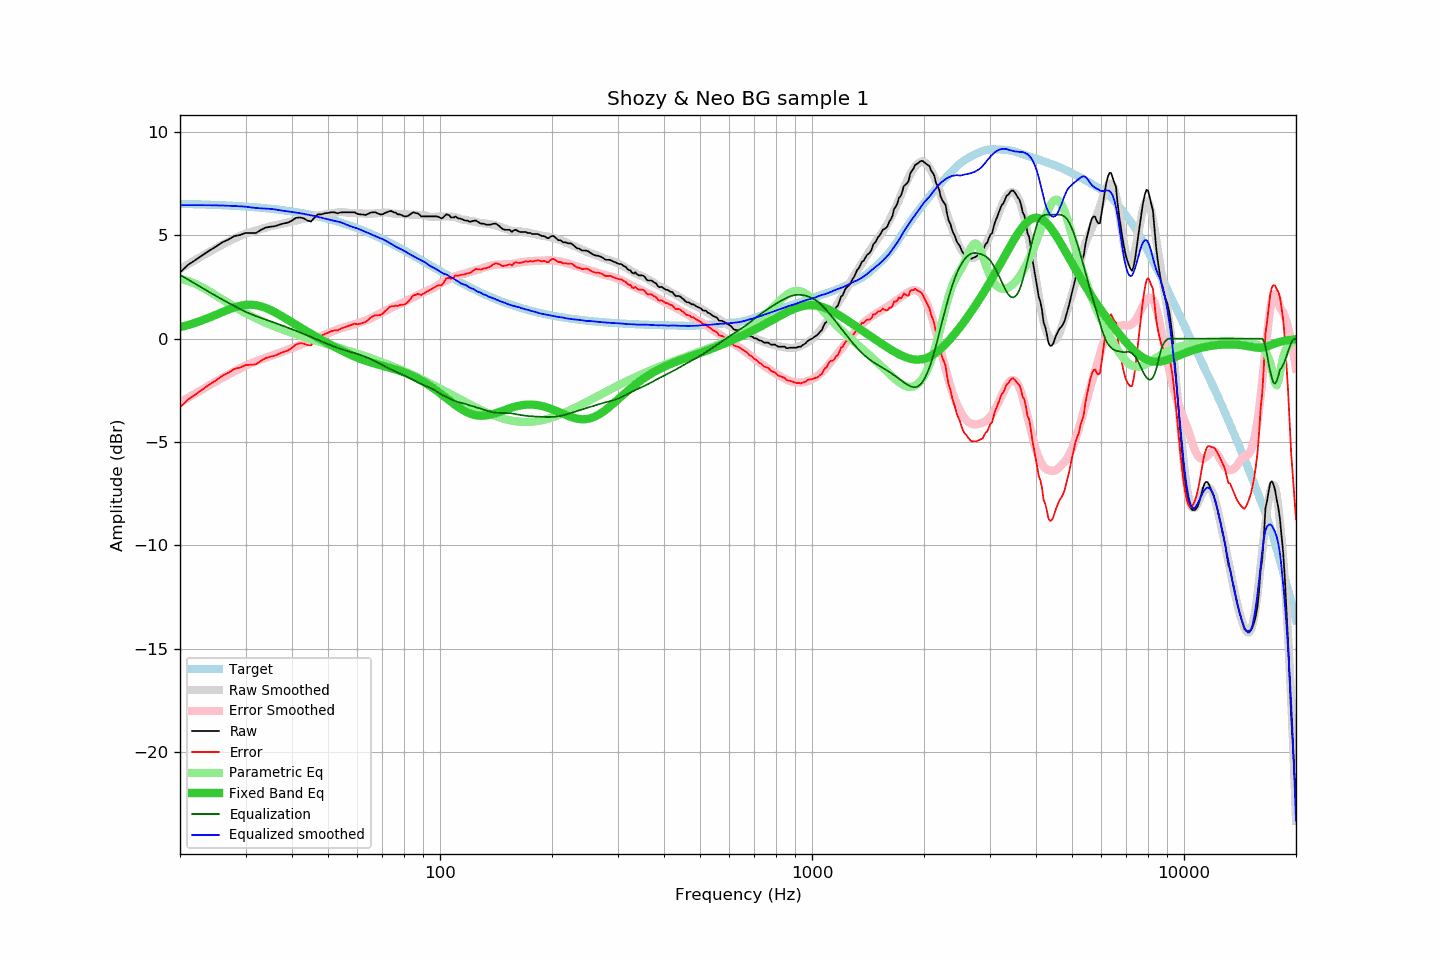 Shozy & Neo BG sample 1
Amplitude (dBr)
10
5
0
−5
−10
−15
−20
Target
Raw Smoothed
Error Smoothed
Raw
Error
Parametric Eq
Fixed Band Eq
Equalization
Equalized smoothed
100
1000
10000
Frequency (Hz)